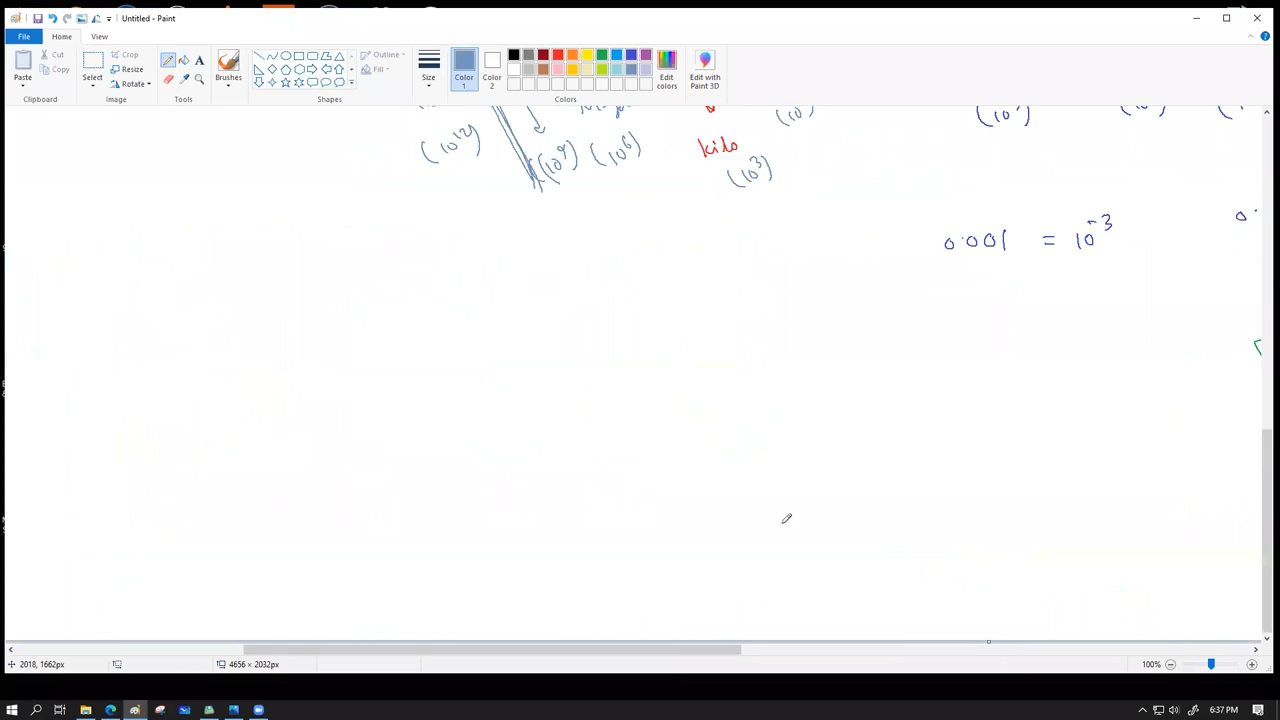 Untitled - Paint
File Home View
Paste
Cut
Copy
Clipboard
Select
Crop
Resize
Rotate
Image
Tools
Brushes
Shapes
Outline
Fill
Size
Color 1
Color 2
Edit colors
Colors
Edit with Paint 3D
(10¹²)
(10⁹) (10⁶)
kilo
(10³)
0.001 = 10⁻³
0.
2018, 1662px
4656 × 2032px
100%
6:37 PM